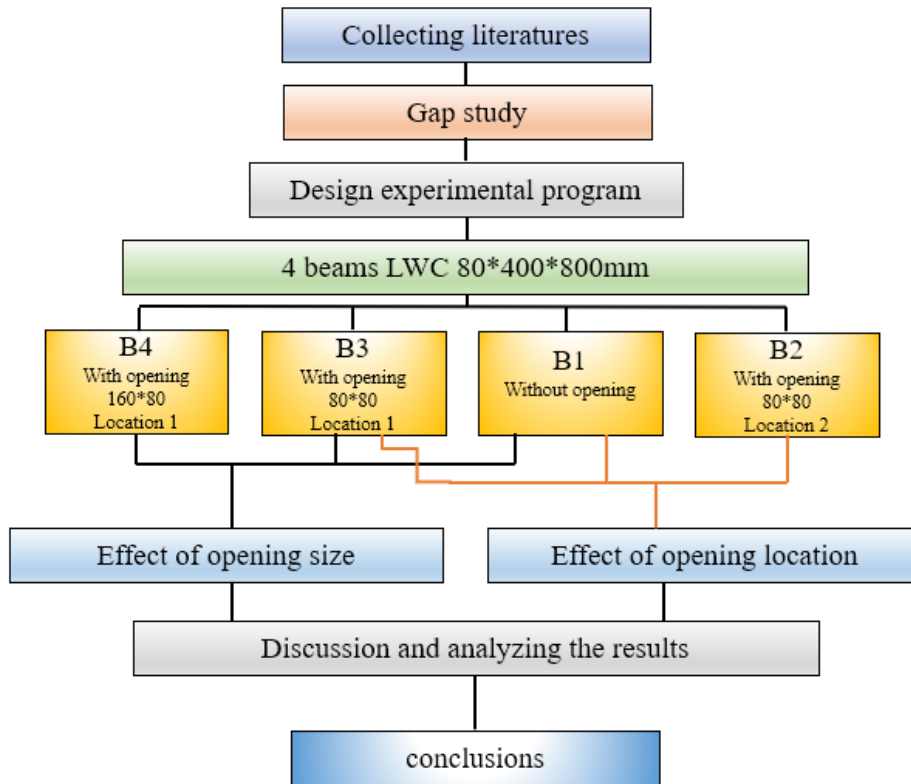 Collecting literatures
Gap study
Design experimental program
4 beams LWC 80*400*800mm
B4
With opening
160*80
Location 1
B3
With opening
80*80
Location 1
B1
Without opening
B2
With opening
80*80
Location 2
Effect of opening size
Effect of opening location
Discussion and analyzing the results
conclusions